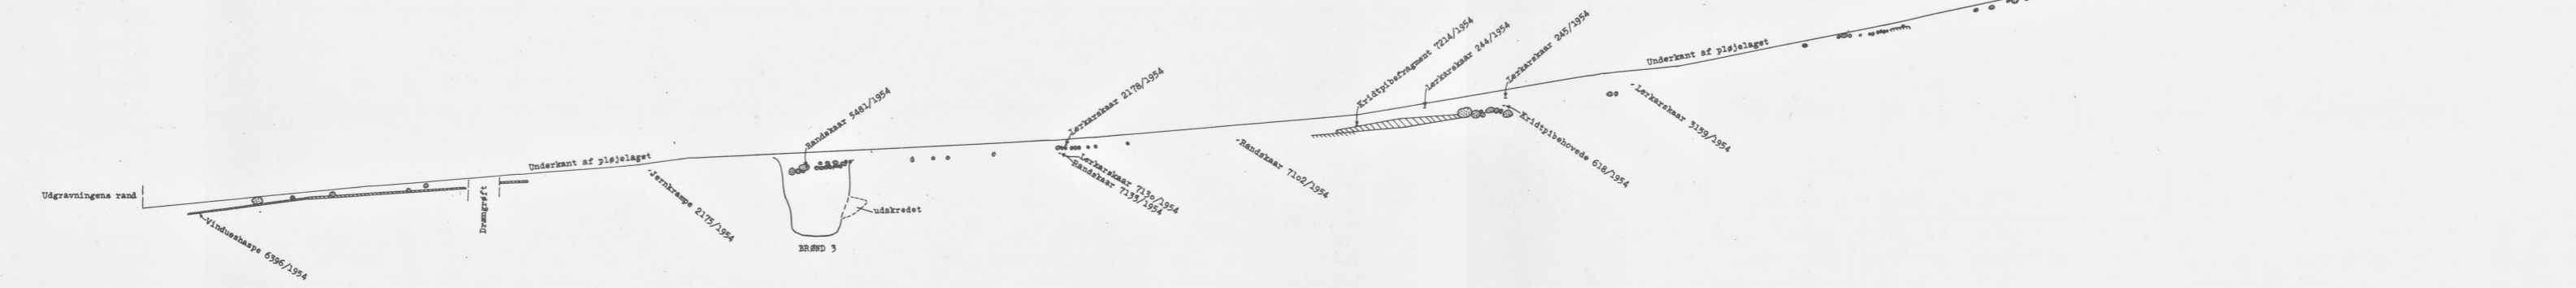 Udgravningens rand
Vindueshaspe 6396/1954
Drængrøft
Underkant af pløjelaget
Jernkrampe 2175/1954
Randskaar 5481/1954
udskredet
BRØND 3
Lerkarskaar 2178/1954
Lerkarskaar 7130/1954
Randskaar 7133/1954
Randskaar 7102/1954
Kridtpibefragment 7214/1954
Lerkarskaar 244/1954
Lerkarskaar 245/1954
Kridtpibehovede 618/1954
Underkant af pløjelaget
Lerkarskaar 3159/1954